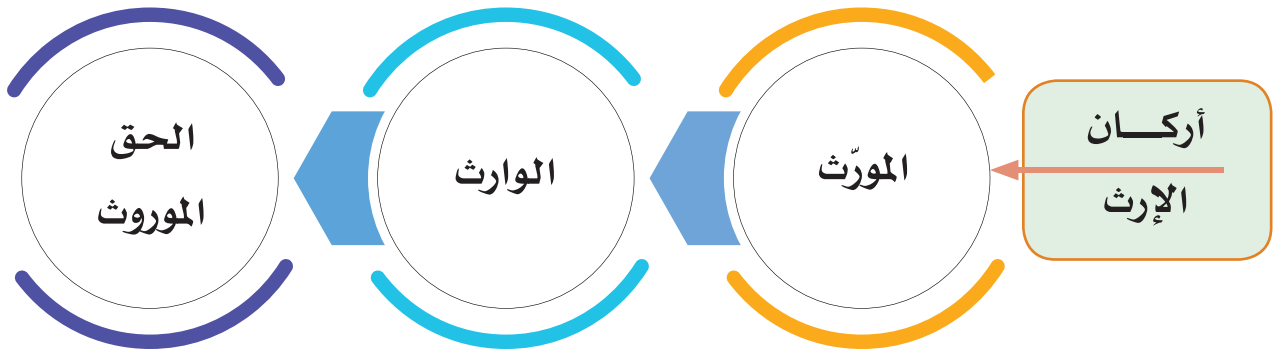 أركـــان
الإرث
المورّث
الوارث
الحق
الموروث